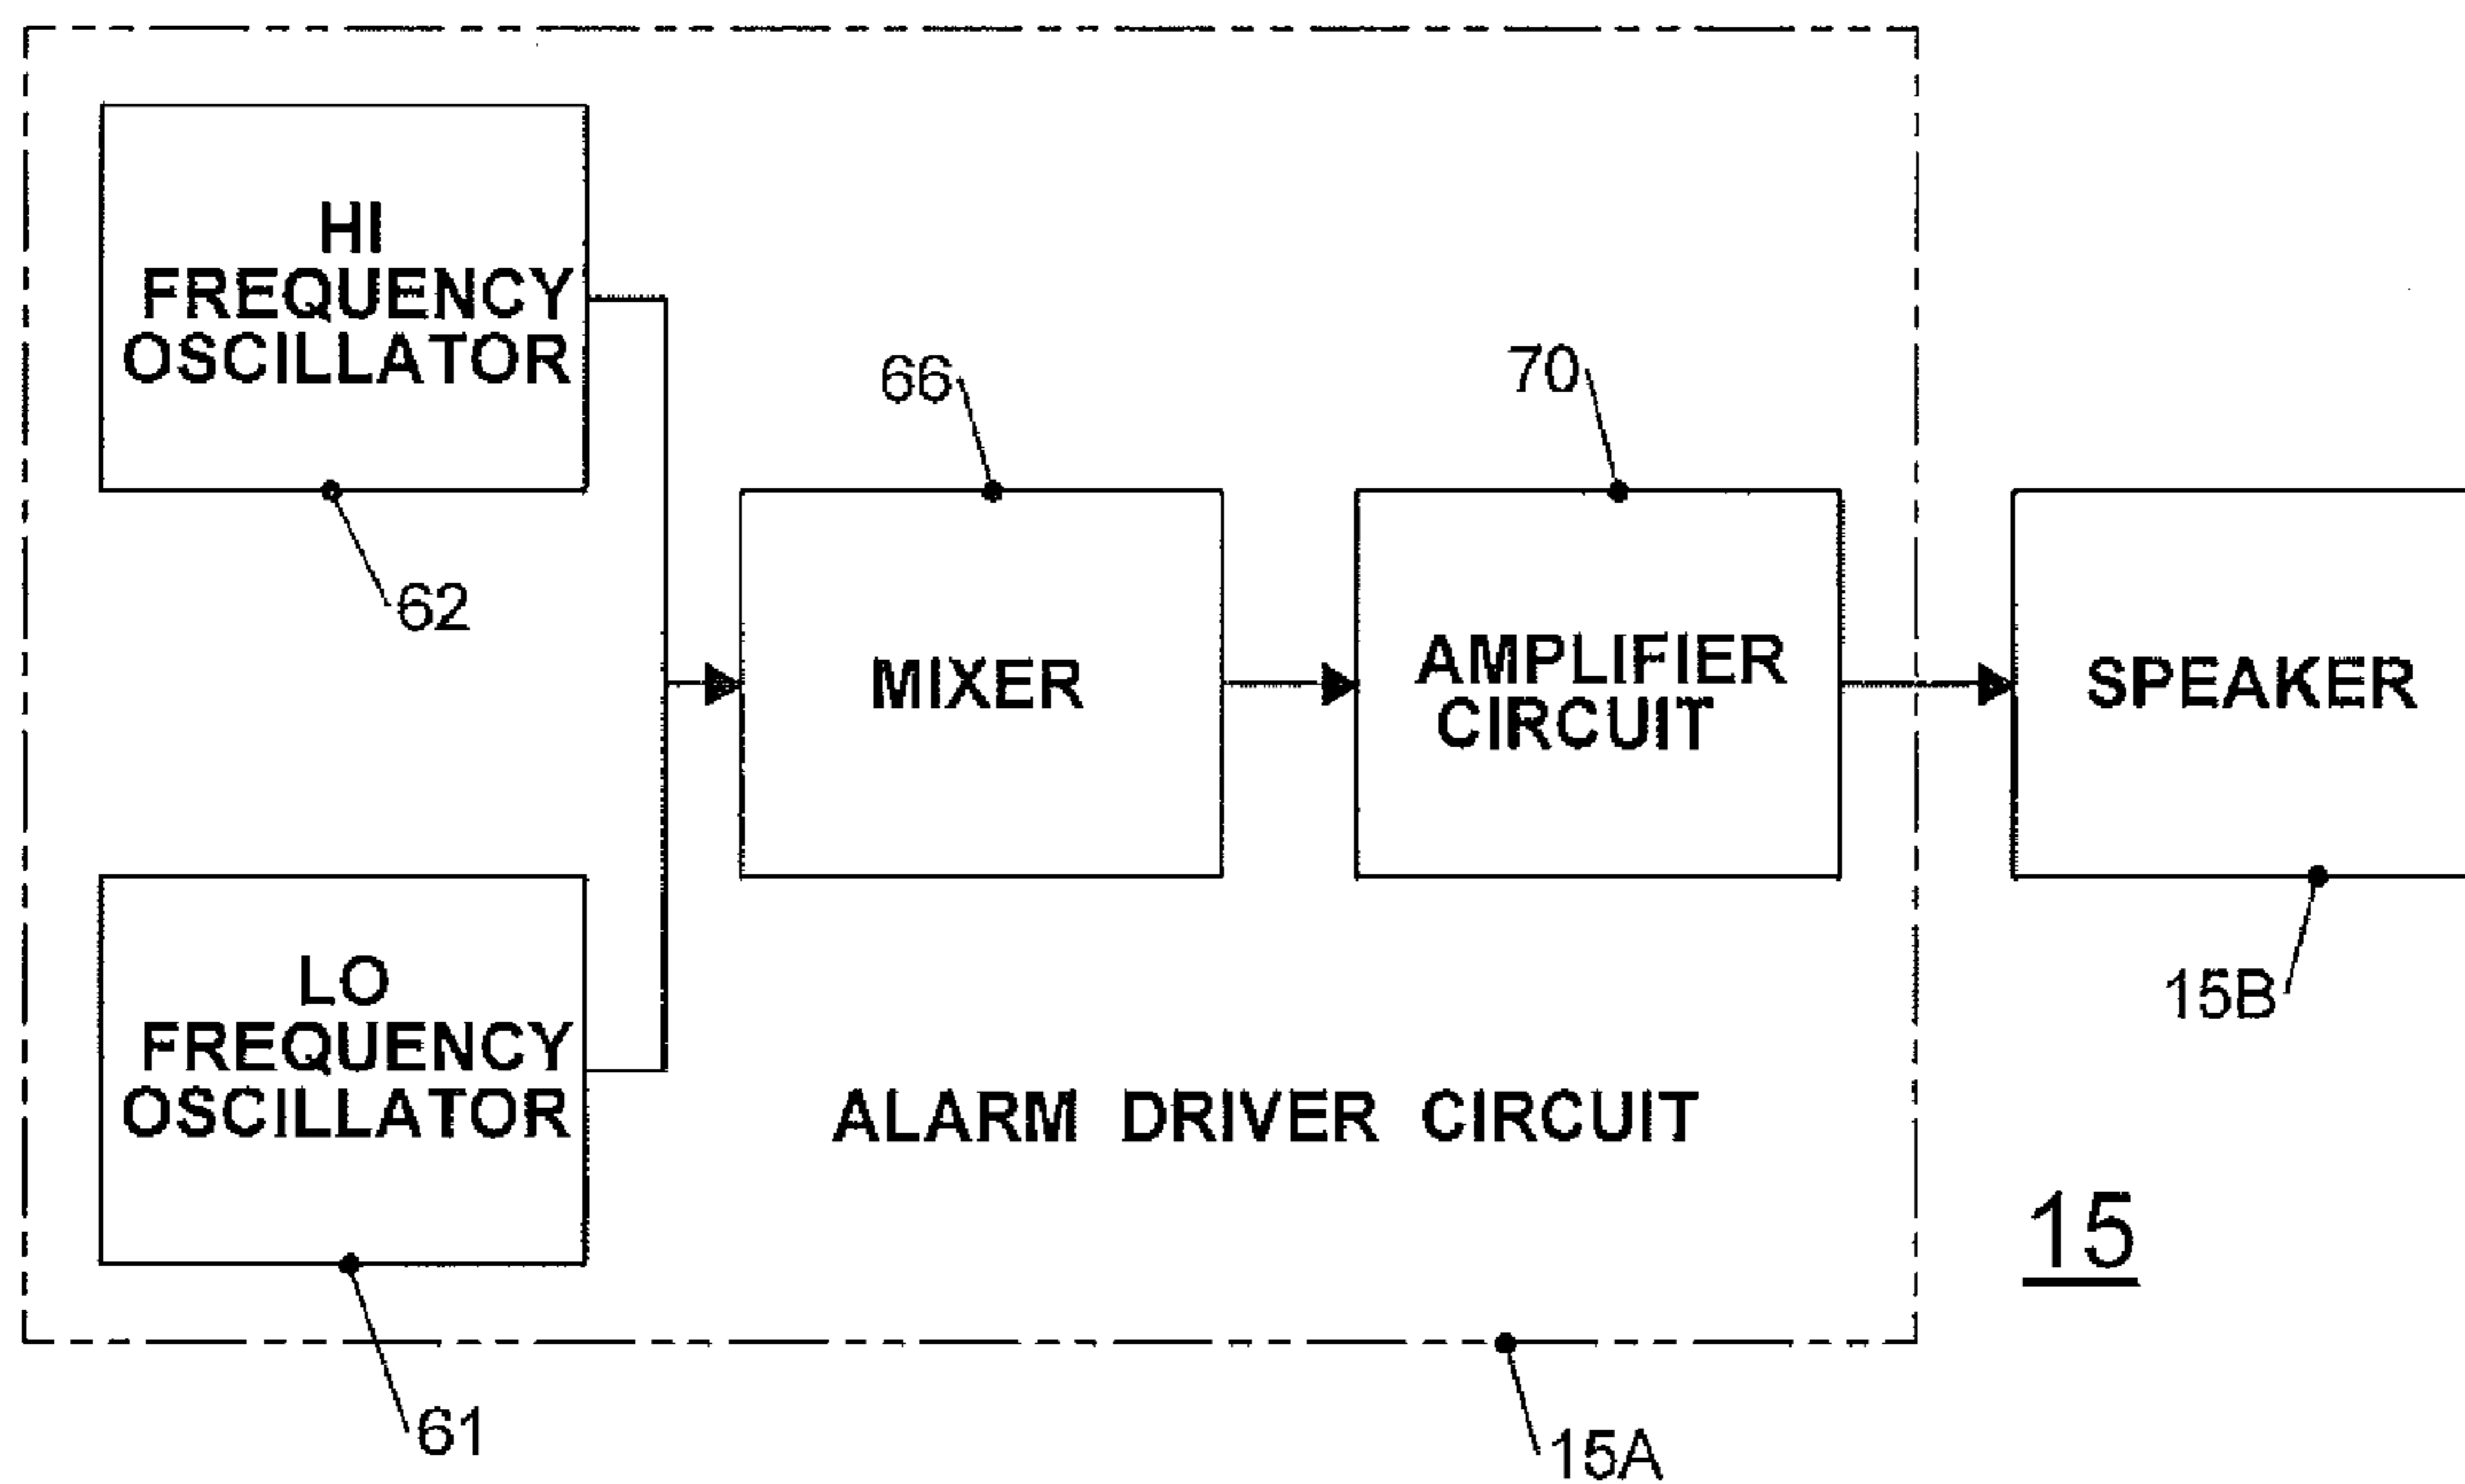 HI
FREQUENCY
OSCILLATOR
62
66
MIXER
70
AMPLIFIER
CIRCUIT
SPEAKER
15B
LO
FREQUENCY
OSCILLATOR
61
ALARM DRIVER CIRCUIT
15
15A